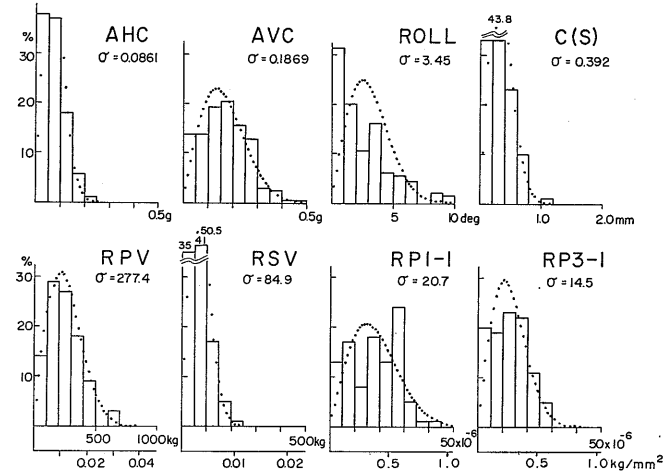 AHC AVC ROLL C(S)
43.8
σ=0.0861 σ=0.1869 σ=3.45 σ=0.392
%
30
20
10
0.5g 0.5g 5 10 deg 1.0 2.0 mm
RPV RSV RP1-1 RP3-1
35 41 50.5
σ=277.4 σ=84.9 σ=20.7 σ=14.5
%
30
20
10
500 1000kg 500kg 50x10-6 50x10-6
0.02 0.04 0.01 0.02 0.5 1.0 0.5 1.0 kg/mm2